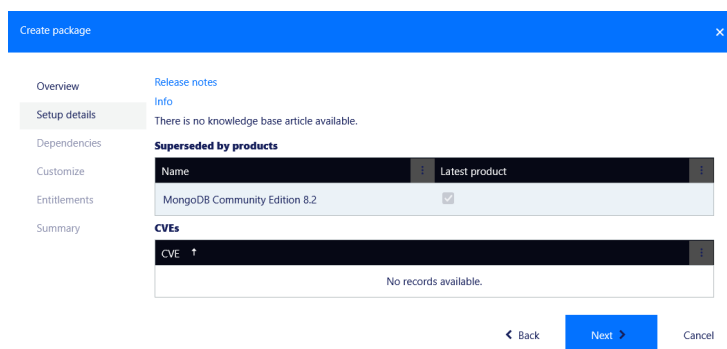 Create package
Overview
Setup details
Dependencies
Customize
Entitlements
Summary
Release notes
Info
There is no knowledge base article available.
Superseded by products
Name Latest product
MongoDB Community Edition 8.2
CVEs
CVE ↑
No records available.
Back Next Cancel